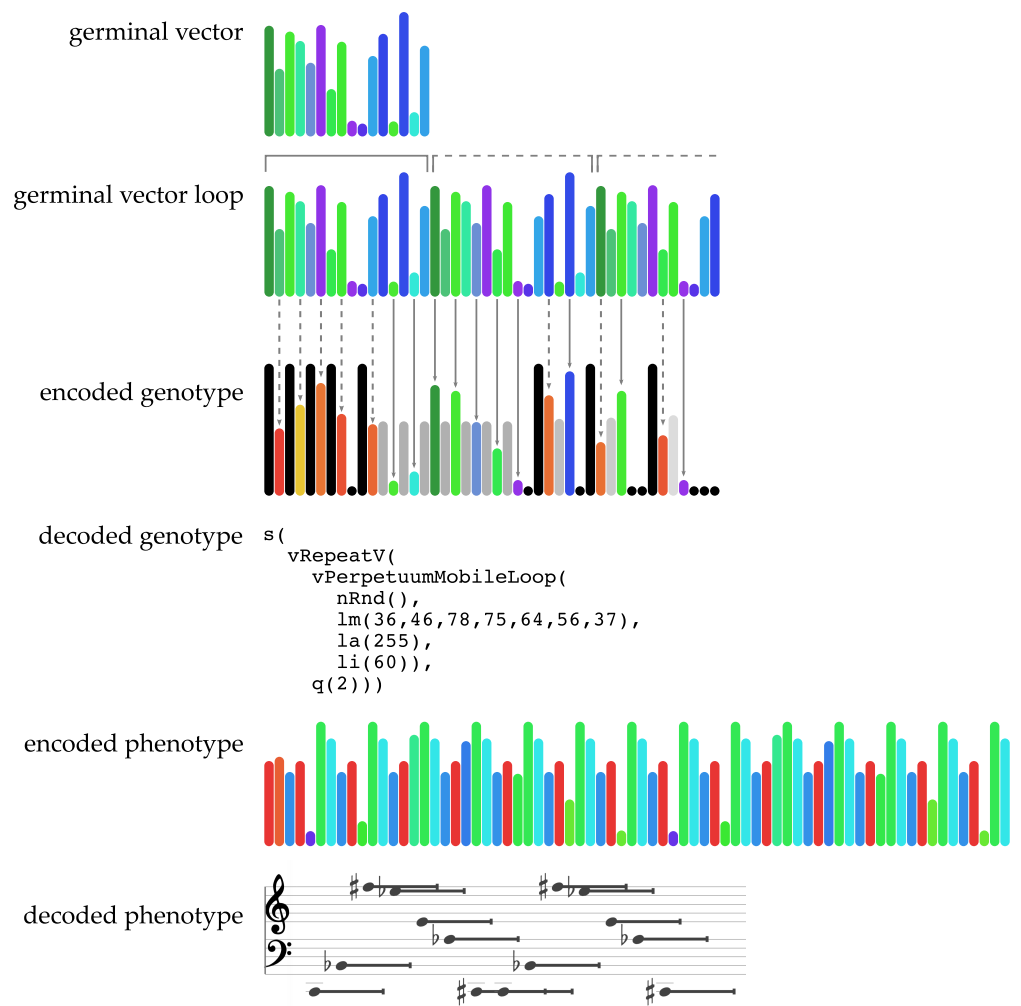 germinal vector
germinal vector loop
encoded genotype
decoded genotype
s(
vRepeatV(
vPerpetuumMobileLoop(
nRnd(),
lm(36,46,78,75,64,56,37),
la(255),
li(60)),
q(2)))
encoded phenotype
decoded phenotype